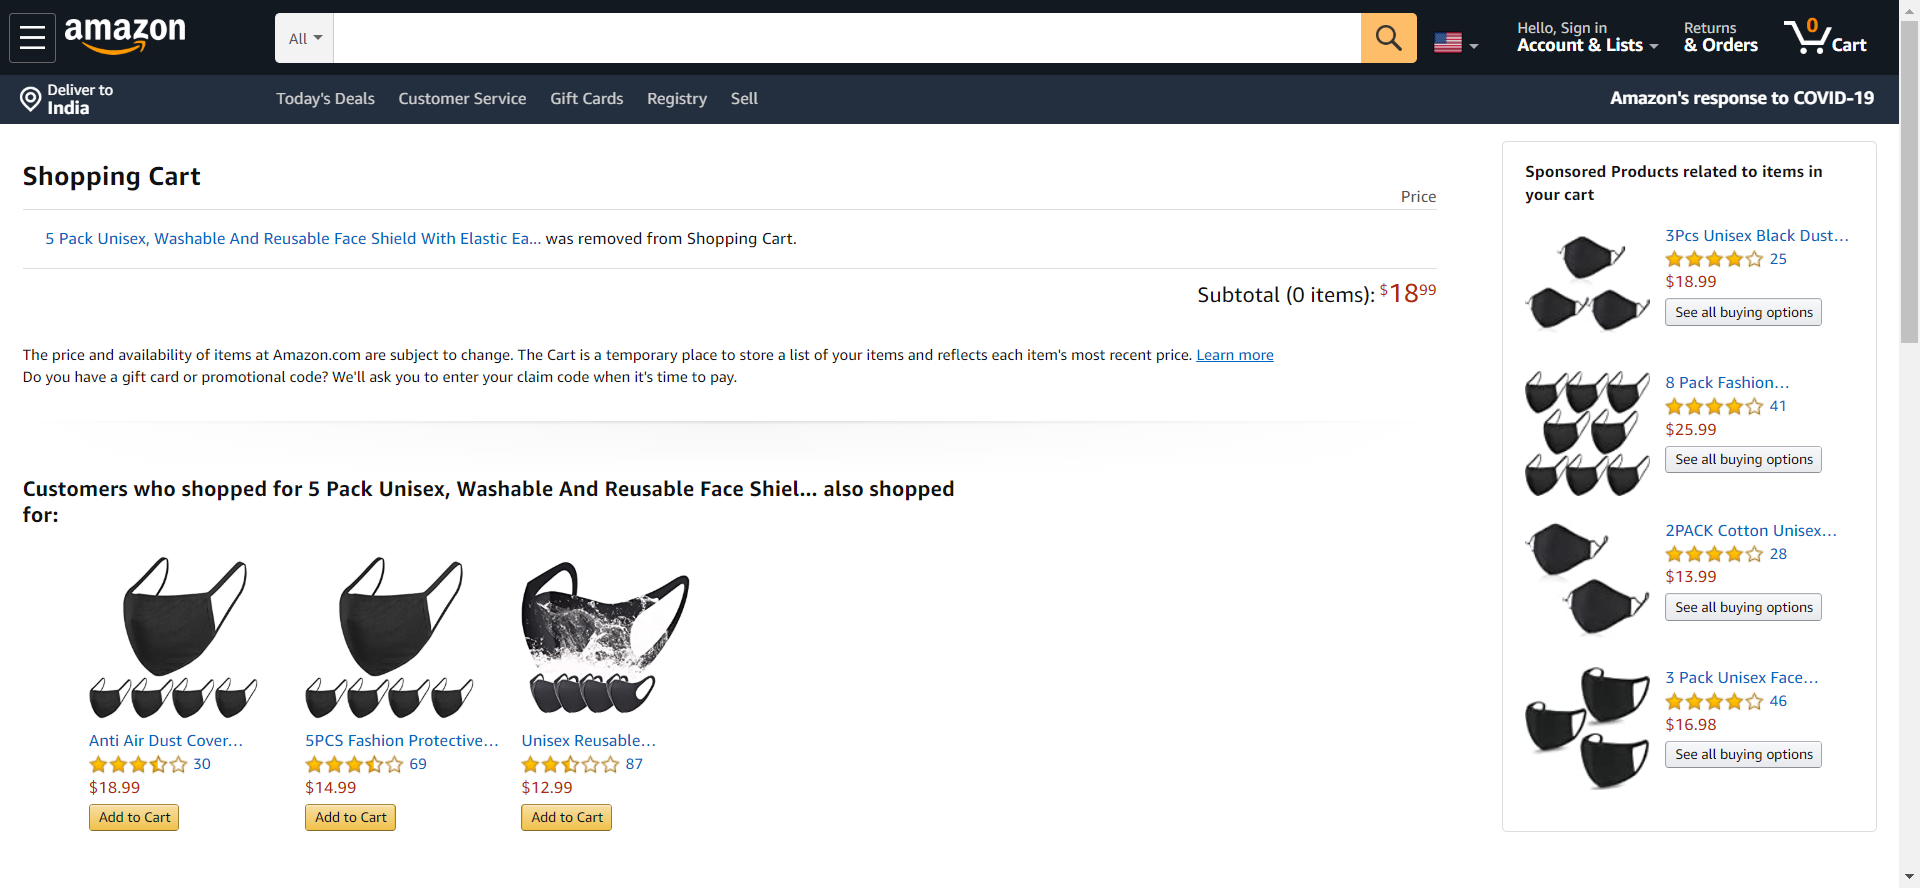 amazon
All
Hello, Sign in
Account & Lists
Returns
& Orders
0
Cart
Deliver to
India
Today's Deals
Customer Service
Gift Cards
Registry
Sell
Amazon's response to COVID-19
Shopping Cart
Price
5 Pack Unisex, Washable And Reusable Face Shield With Elastic Ea... was removed from Shopping Cart.
Subtotal (0 items): $18⁹⁹
The price and availability of items at Amazon.com are subject to change. The Cart is a temporary place to store a list of your items and reflects each item's most recent price. Learn more
Do you have a gift card or promotional code? We'll ask you to enter your claim code when it's time to pay.
Customers who shopped for 5 Pack Unisex, Washable And Reusable Face Shiel... also shopped
for:
Anti Air Dust Cover...
30
$18.99
Add to Cart
5PCS Fashion Protective...
69
$14.99
Add to Cart
Unisex Reusable...
87
$12.99
Add to Cart
Sponsored Products related to items in
your cart
3Pcs Unisex Black Dust...
25
$18.99
See all buying options
8 Pack Fashion...
41
$25.99
See all buying options
2PACK Cotton Unisex...
28
$13.99
See all buying options
3 Pack Unisex Face...
46
$16.98
See all buying options